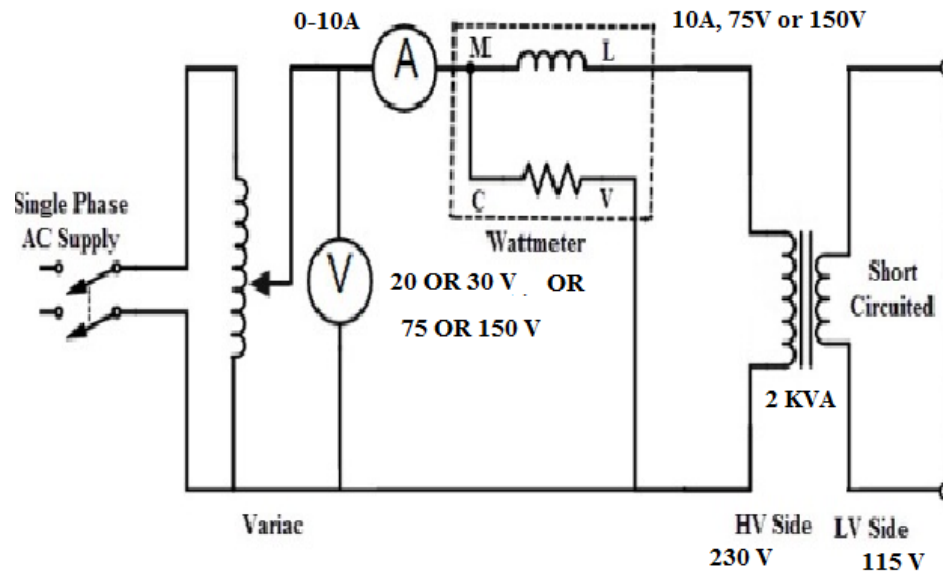 0-10A
10A, 75V or 150V
A
M
L
C
V
Wattmeter
Single Phase
AC Supply
V
20 OR 30 V OR
75 OR 150 V
Short
Circuited
2 KVA
Variac
HV Side
LV Side
230 V
115 V